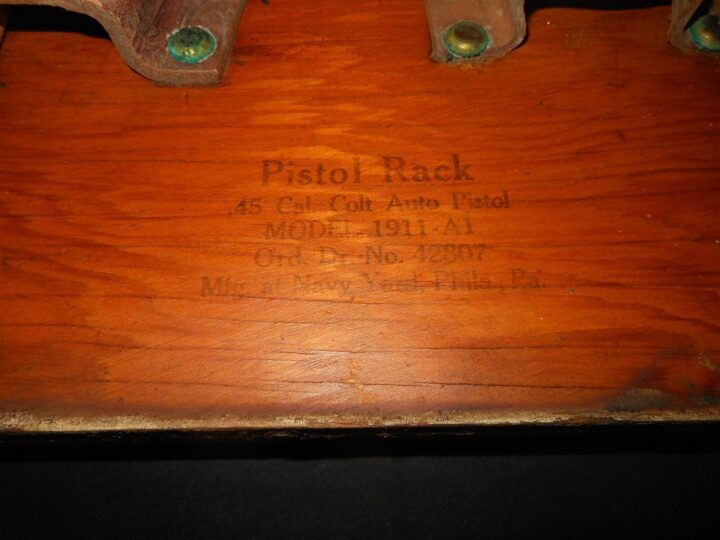 Pistol Rack
.45 Cal. Colt Auto Pistol
MODEL 1911-A1
Ord. Dr. No. 42807
Mfg. at Navy Yard, Phila., Pa.